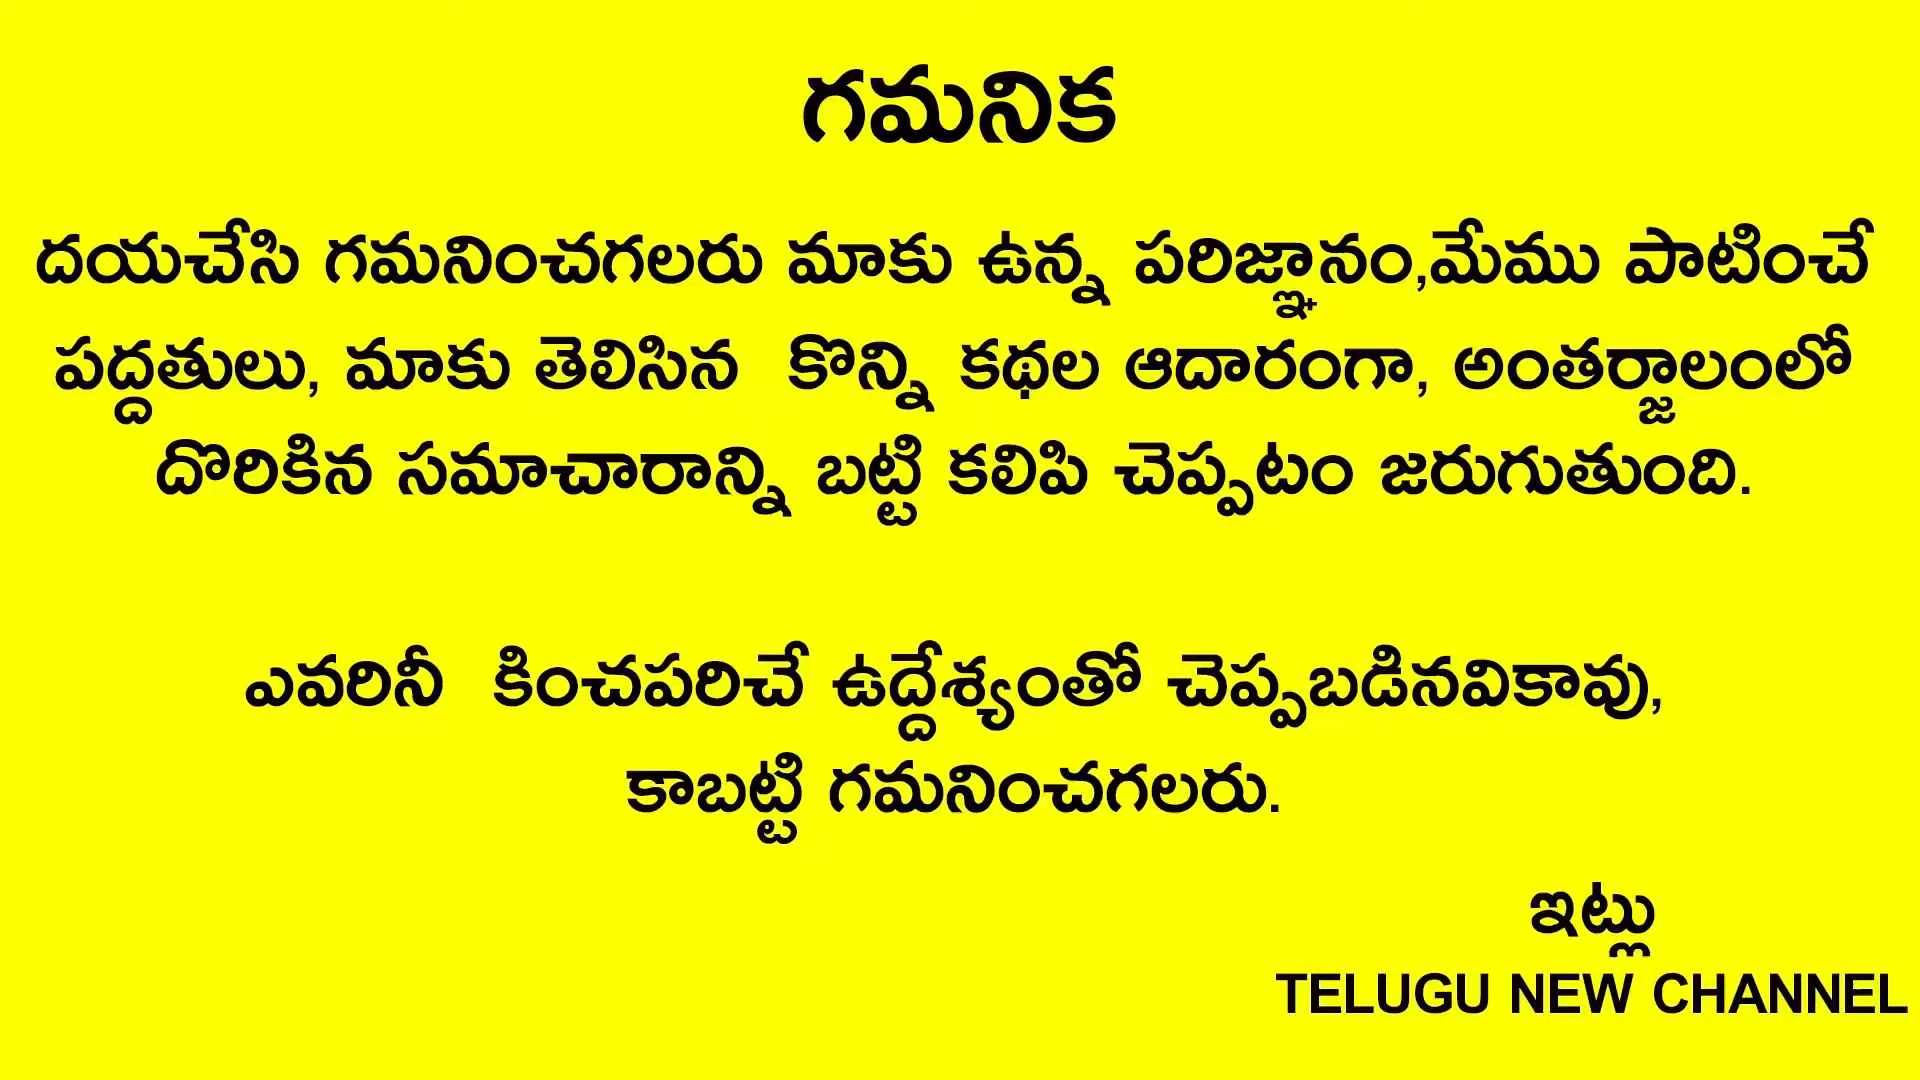 గమనిక
దయచేసి గమనించగలరు మాకు ఉన్న పరిజ్ఞానం,మేము పాటించే
పద్దతులు, మాకు తెలిసిన కొన్ని కథల ఆదారంగా, అంతర్జాలంలో
దొరికిన సమాచారాన్ని బట్టి కలిపి చెప్పటం జరుగుతుంది.
ఎవరినీ కించపరిచే ఉద్దేశ్యంతో చెప్పబడినవికావు,
కాబట్టి గమనించగలరు.
ఇట్లు
TELUGU NEW CHANNEL